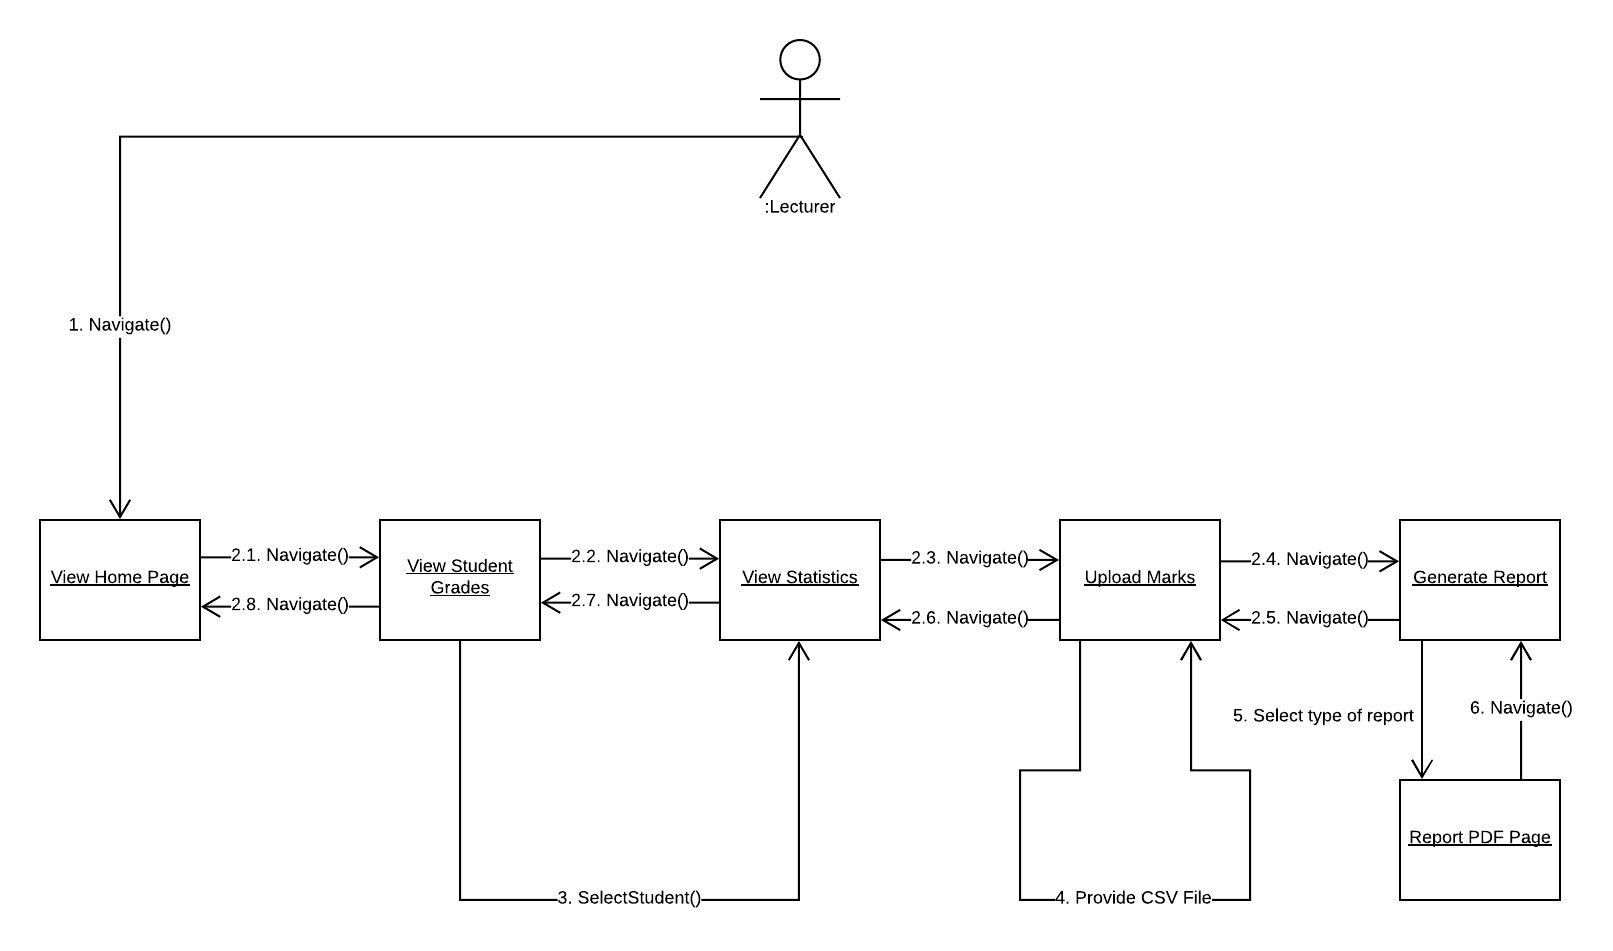 :Lecturer
1. Navigate()
View Home Page
2.1. Navigate()
2.8. Navigate()
View Student
Grades
2.2. Navigate()
2.7. Navigate()
View Statistics
2.3. Navigate()
2.6. Navigate()
Upload Marks
2.4. Navigate()
2.5. Navigate()
Generate Report
5. Select type of report
6. Navigate()
Report PDF Page
3. SelectStudent()
4. Provide CSV File